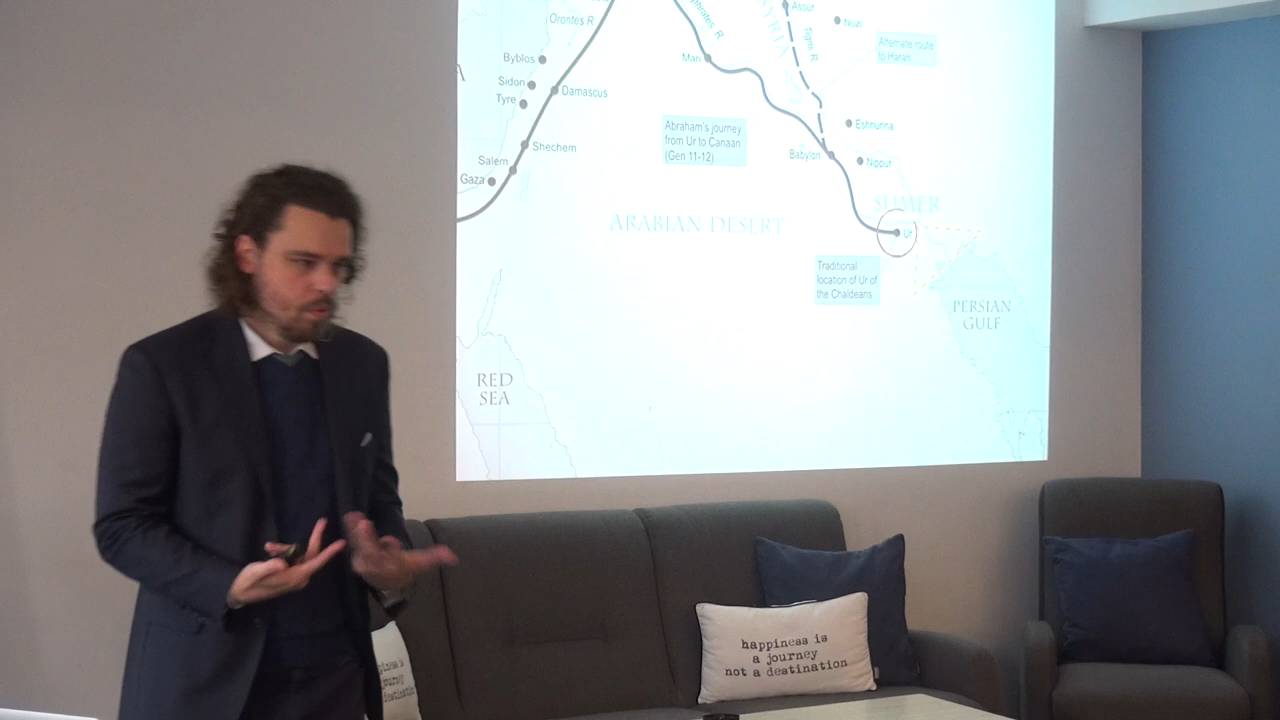 Orontes R.
Byblos
Sidon
Tyre
Damascus
Shechem
Salem
Gaza
Mari
Assur
Nuzi
Tigris R.
Alternate route
to Haran
Abraham's journey
from Ur to Canaan
(Gen 11-12)
Eshnunna
Babylon
Nippur
SUMER
Ur
ARABIAN DESERT
Traditional
location of Ur of
the Chaldeans
PERSIAN
GULF
RED
SEA
happiness is
a journey
not a destination